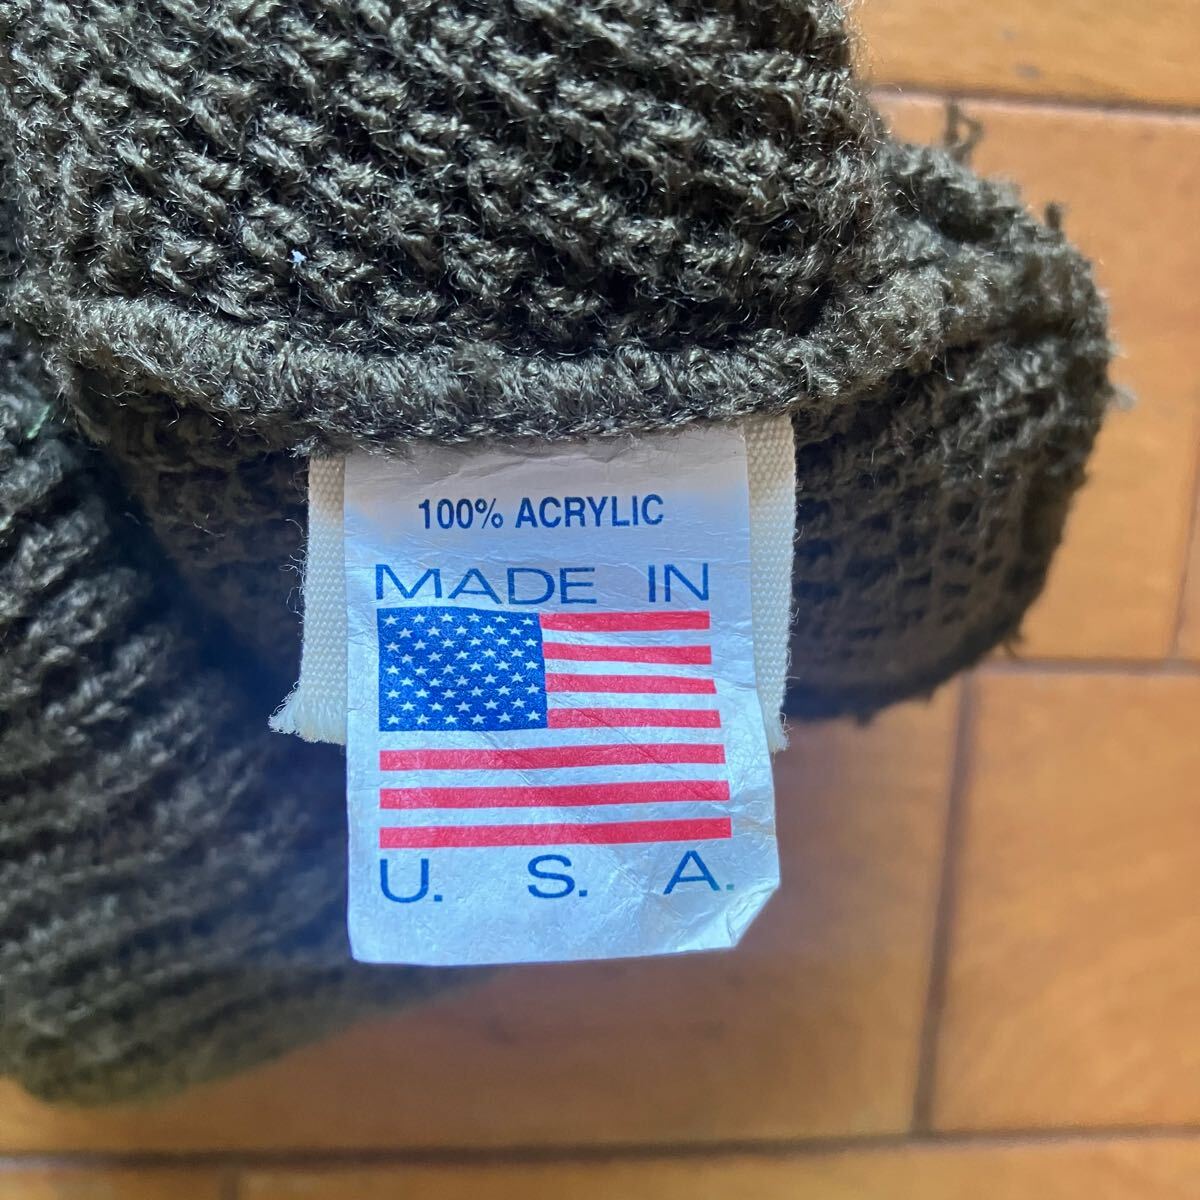 100% ACRYLIC
MADE IN
U. S. A.